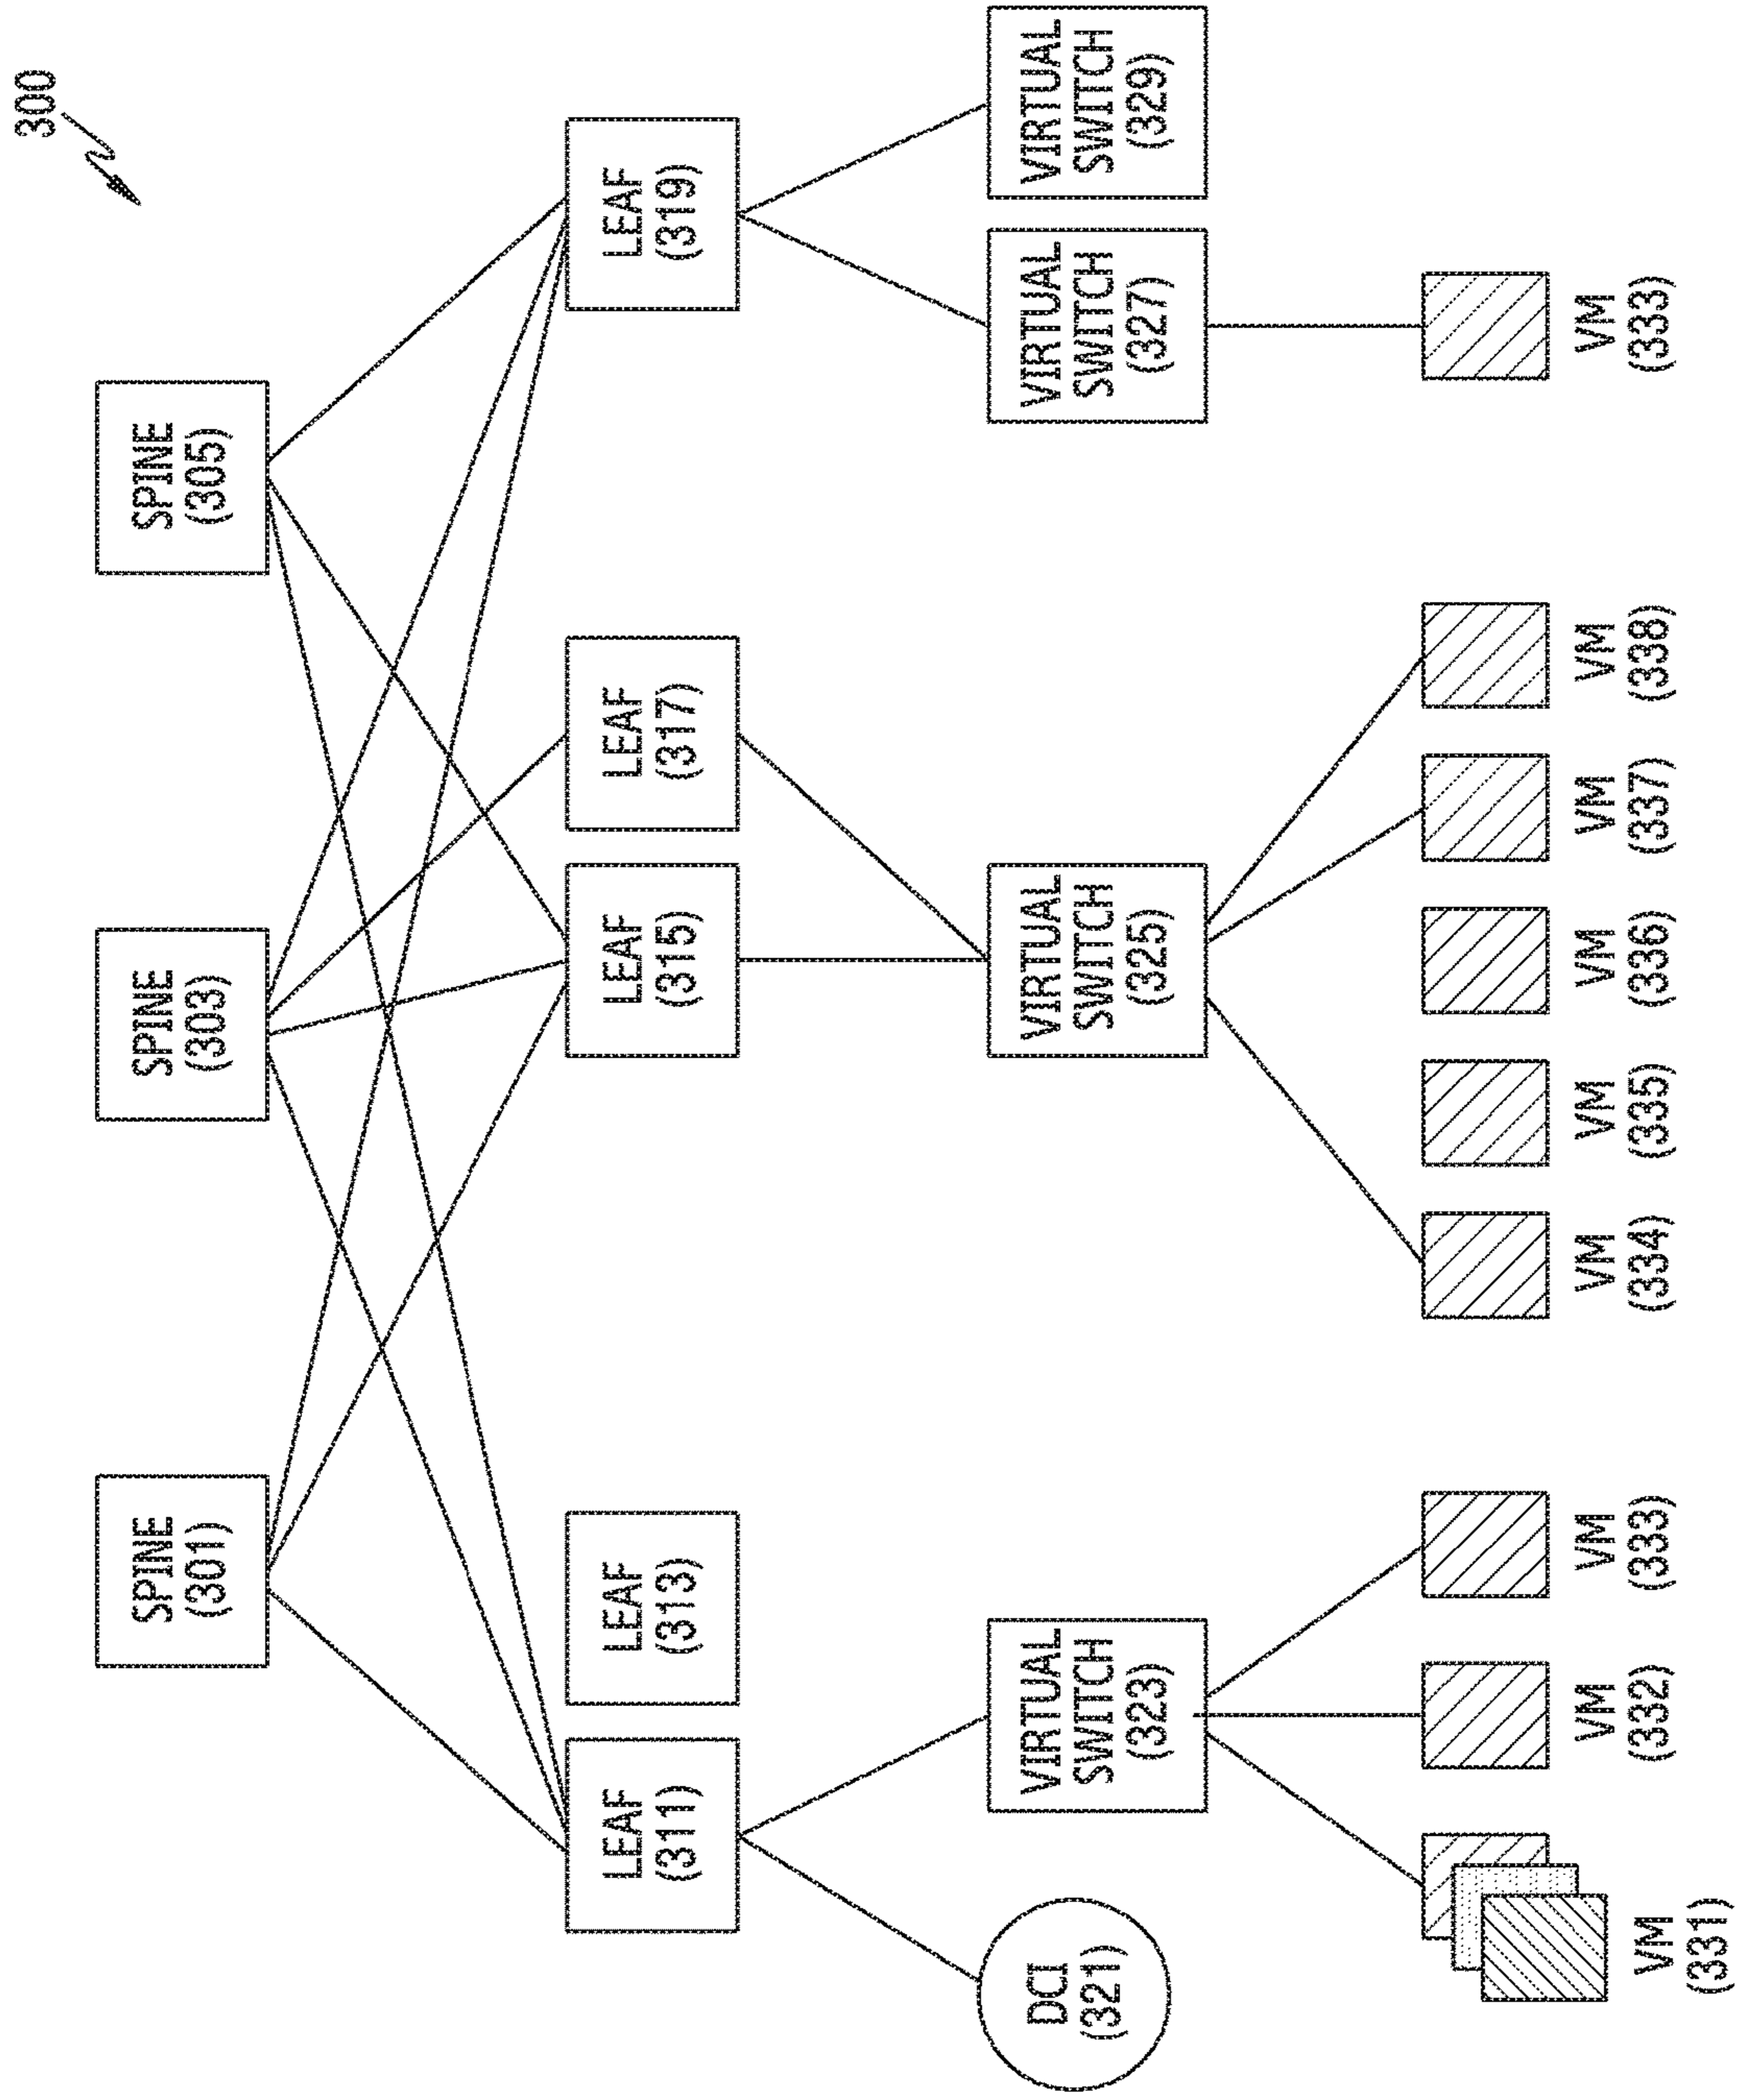 300
SPINE
(301)
SPINE
(303)
SPINE
(305)
LEAF
(311)
LEAF
(313)
LEAF
(315)
LEAF
(317)
LEAF
(319)
DCI
(321)
VIRTUAL
SWITCH
(323)
VIRTUAL
SWITCH
(325)
VIRTUAL
SWITCH
(327)
VIRTUAL
SWITCH
(329)
VM
(331)
VM
(332)
VM
(333)
VM
(334)
VM
(335)
VM
(336)
VM
(337)
VM
(338)
VM
(333)